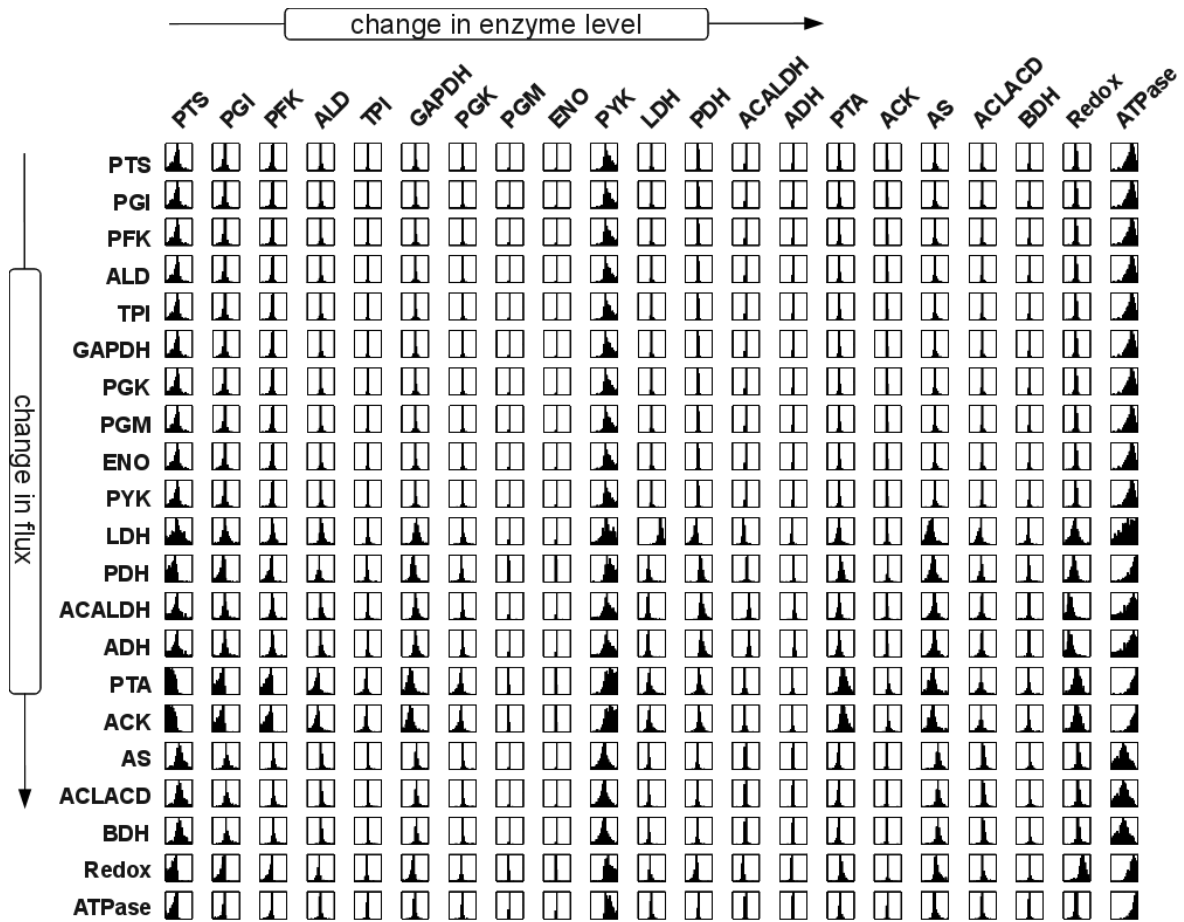 change in enzyme level
PTS PGI PFK ALD TPI GAPDH PGK PGM ENO PYK LDH PDH ACALDH ADH PTA ACK AS ACLACD BDH Redox ATPase
change in flux
PTS
PGI
PFK
ALD
TPI
GAPDH
PGK
PGM
ENO
PYK
LDH
PDH
ACALDH
ADH
PTA
ACK
AS
ACLACD
BDH
Redox
ATPase